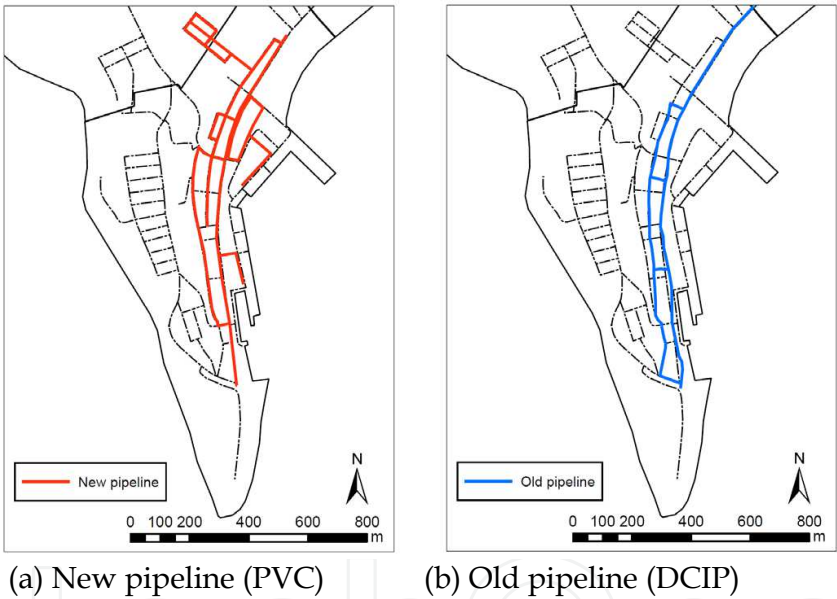 New pipeline
N
0 100 200 400 600 800
m
Old pipeline
N
0 100 200 400 600 800
m
(a) New pipeline (PVC)
(b) Old pipeline (DCIP)